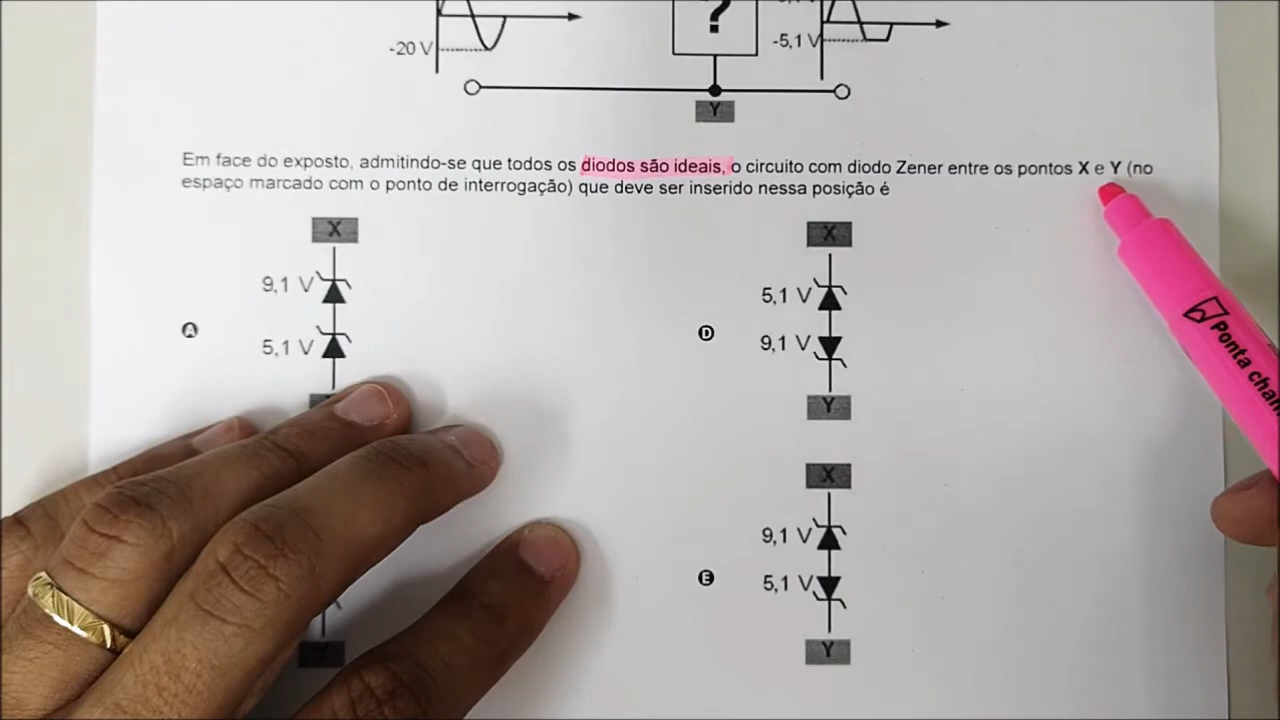 -20 V
?
-5,1 V
Y
Em face do exposto, admitindo-se que todos os diodos são ideais, o circuito com diodo Zener entre os pontos X e Y (no
espaço marcado com o ponto de interrogação) que deve ser inserido nessa posição é
X
9,1 V
A
5,1 V
Y
X
5,1 V
D
9,1 V
Y
X
9,1 V
E
5,1 V
Y
Ponta